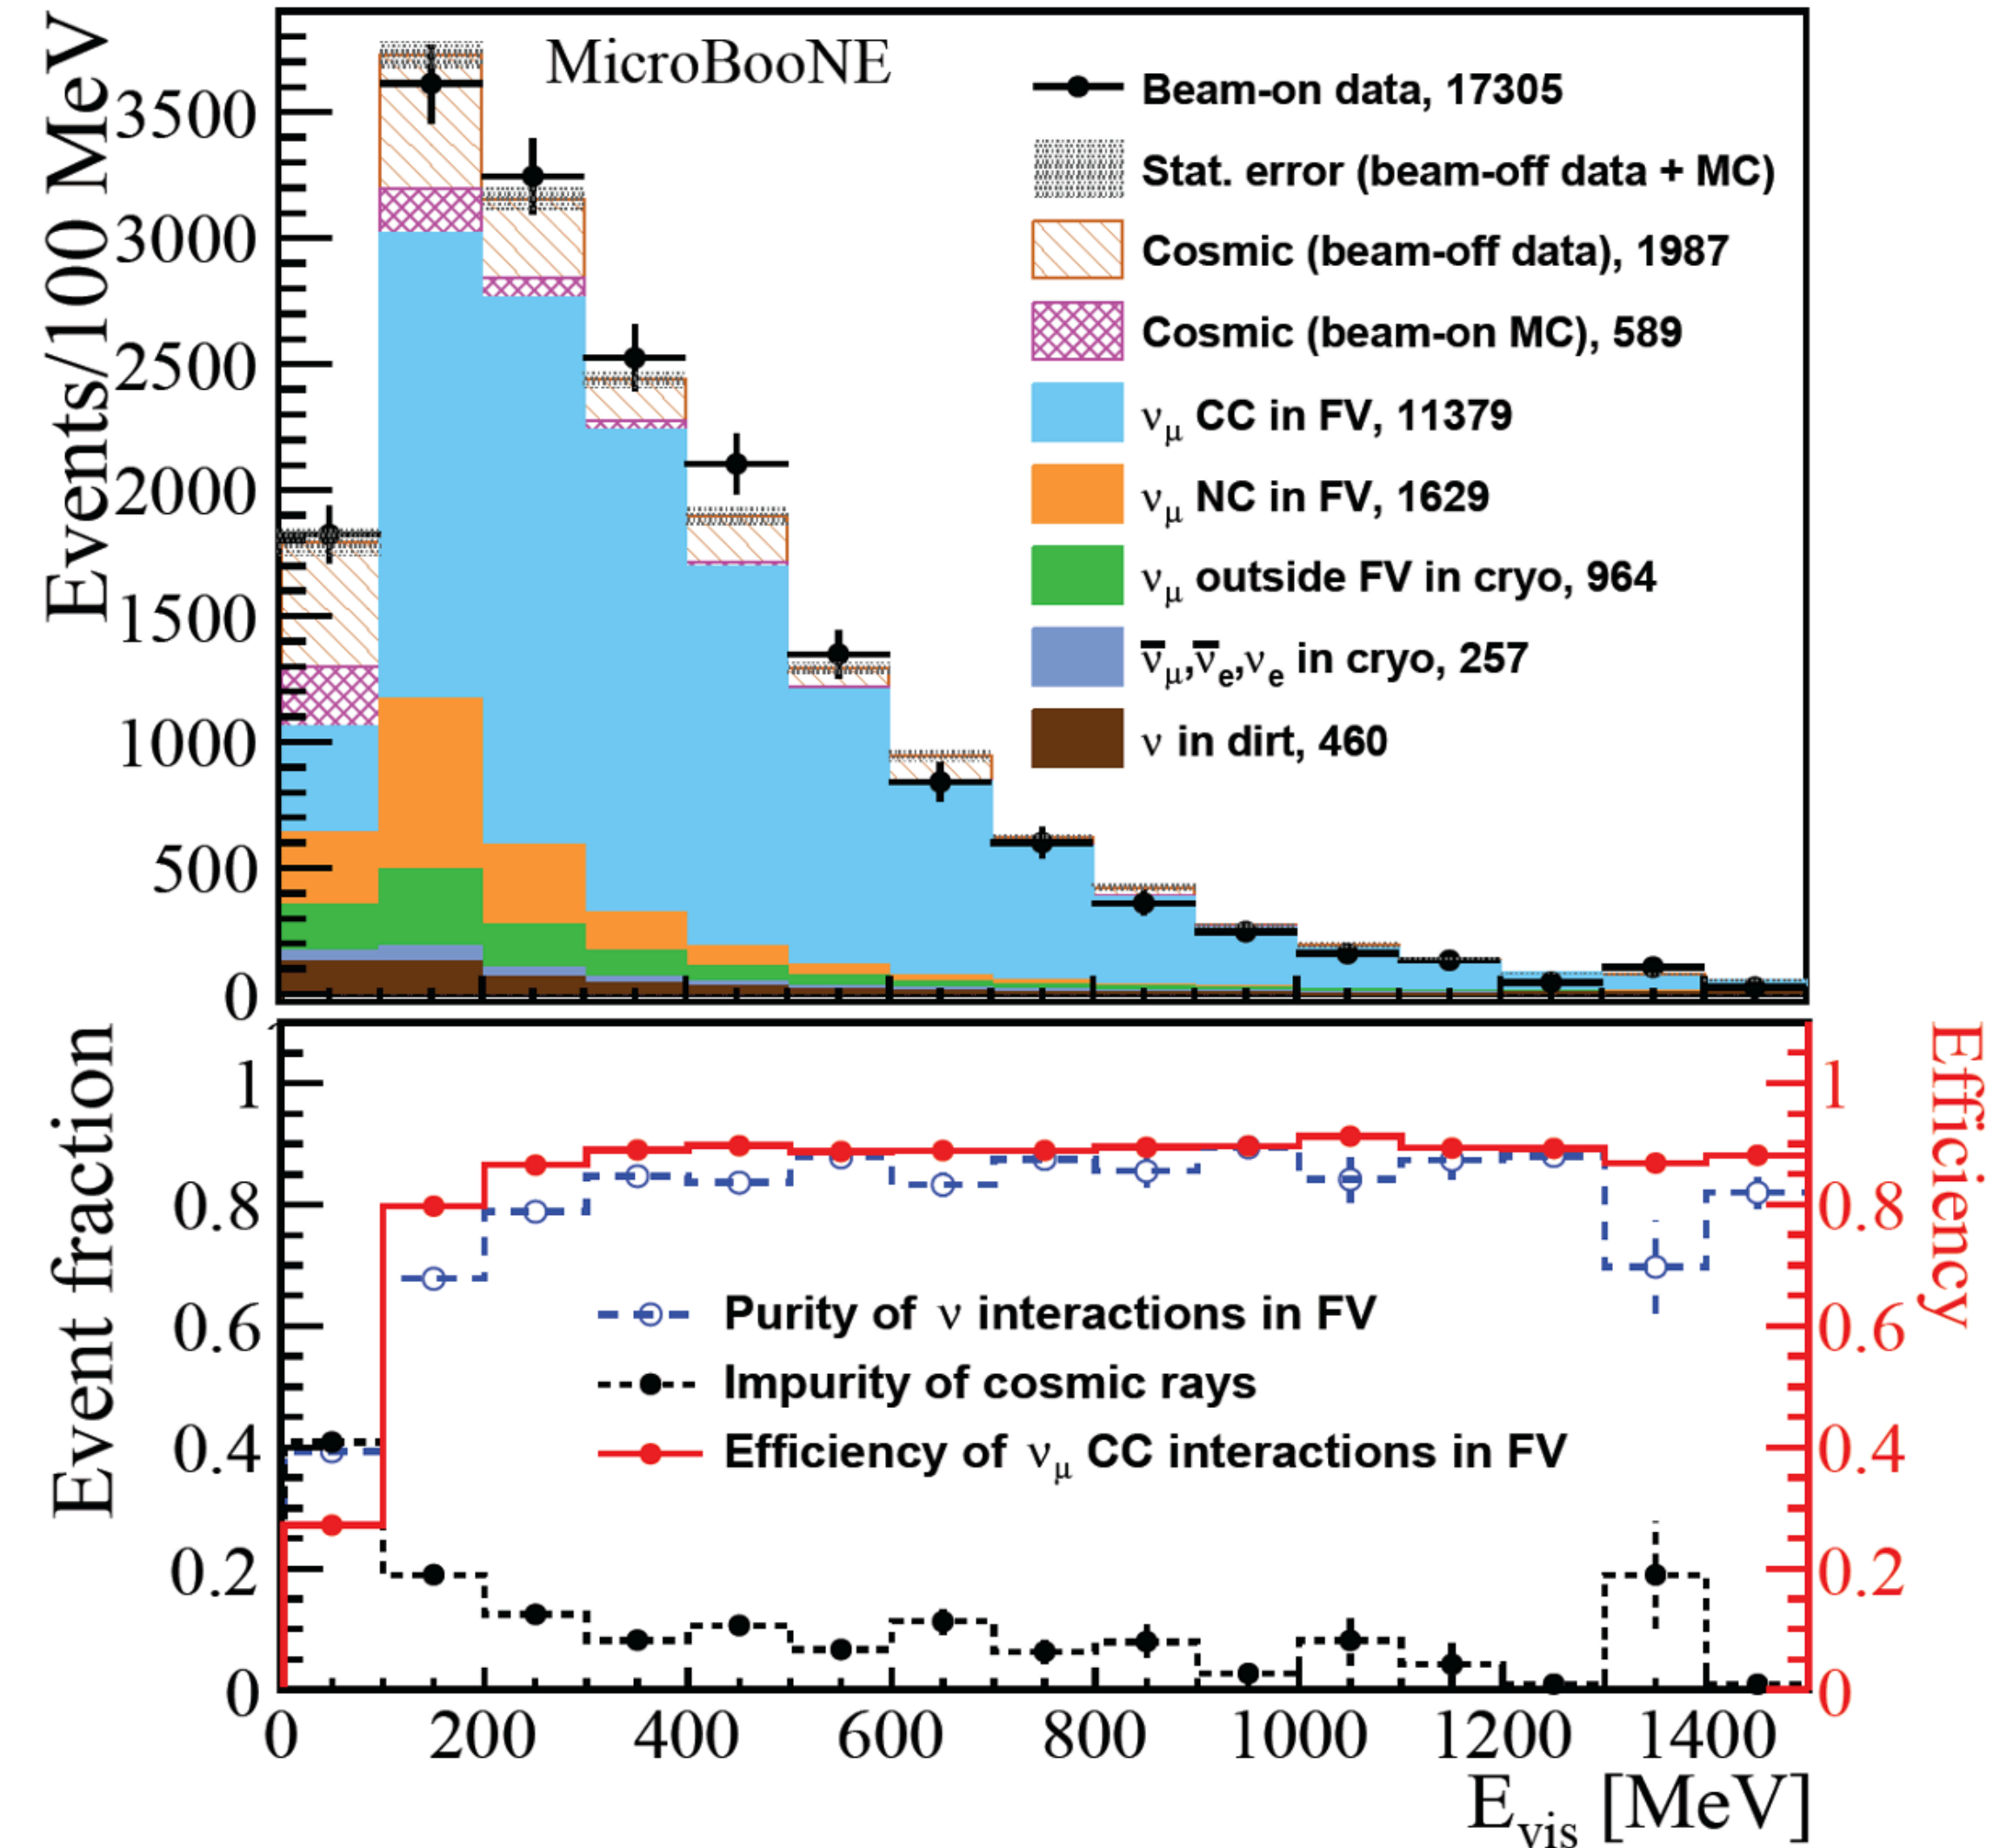 MicroBooNE
Events/100 MeV
3500
3000
2500
2000
1500
1000
500
0
Beam-on data, 17305
Stat. error (beam-off data + MC)
Cosmic (beam-off data), 1987
Cosmic (beam-on MC), 589
νμ CC in FV, 11379
νμ NC in FV, 1629
νμ outside FV in cryo, 964
ν̄μ,ν̄e,νe in cryo, 257
ν in dirt, 460
Event fraction
1
0.8
0.6
0.4
0.2
0
Purity of ν interactions in FV
Impurity of cosmic rays
Efficiency of νμ CC interactions in FV
Efficiency
1
0.8
0.6
0.4
0.2
0
0 200 400 600 800 1000 1200 1400
Evis [MeV]